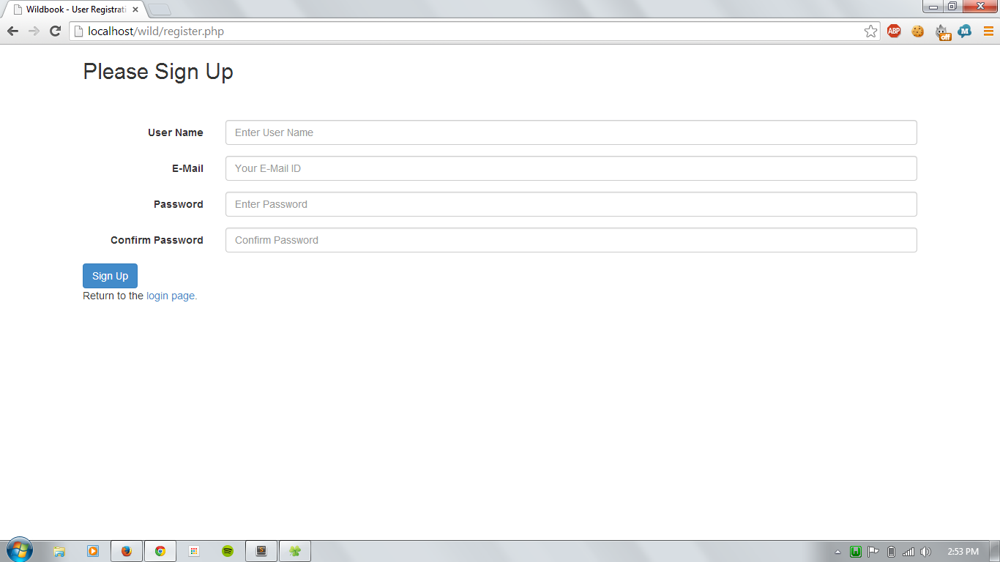 Wildbook - User Registrati
localhost/wild/register.php
ABP
off
M
Please Sign Up
User Name
Enter User Name
E-Mail
Your E-Mail ID
Password
Enter Password
Confirm Password
Confirm Password
Sign Up
Return to the login page.
2:53 PM